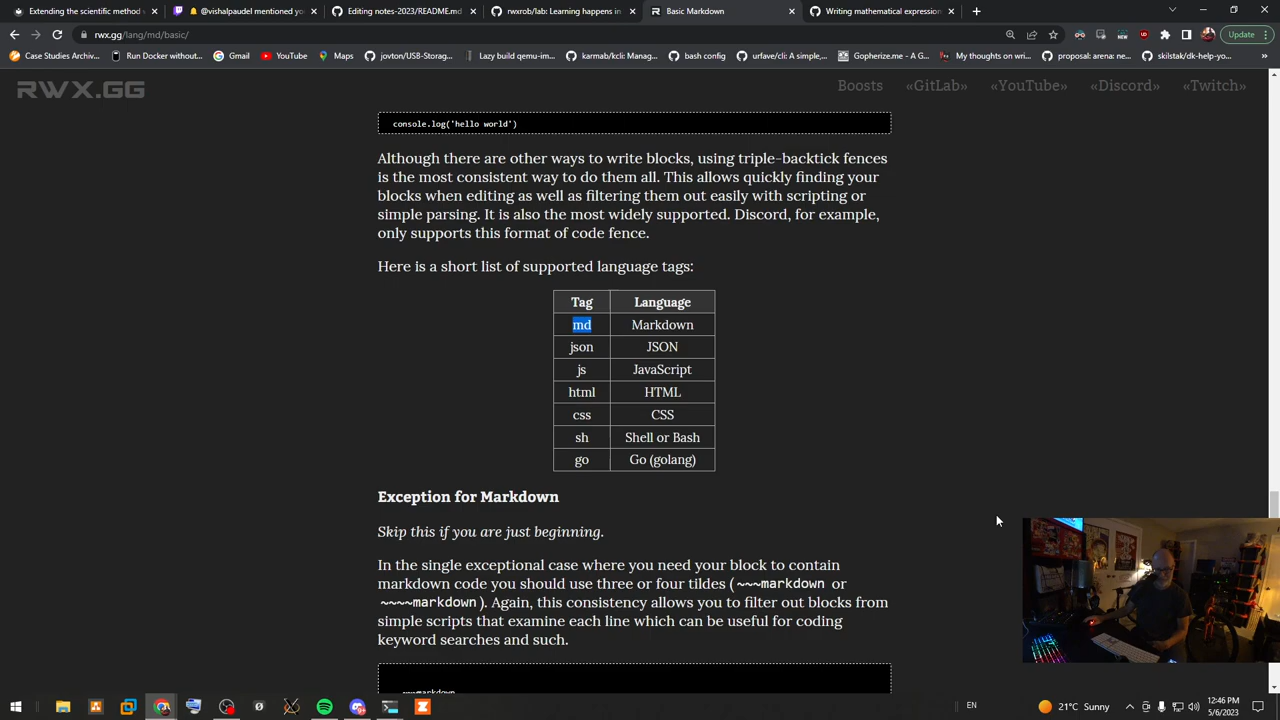 Extending the scientific method
@vishalpaudel mentioned yo
Editing notes-2023/README.md
rwxrob/lab: Learning happens in
Basic Markdown
Writing mathematical expression
rwx.gg/lang/md/basic/
Update
Case Studies Archiv...
Run Docker withou...
Gmail
YouTube
Maps
jovton/USB-Storag...
Lazy build qemu-im...
karmab/kcli: Manag...
bash config
urfave/cli: A simple,...
Gopherize.me - A G...
My thoughts on wri...
proposal: arena: ne...
skilstak/dk-help-yo...
»
RWX.GG
Boosts «GitLab» «YouTube» «Discord» «Twitch»
console.log('hello world')
Although there are other ways to write blocks, using triple-backtick fences
is the most consistent way to do them all. This allows quickly finding your
blocks when editing as well as filtering them out easily with scripting or
simple parsing. It is also the most widely supported. Discord, for example,
only supports this format of code fence.
Here is a short list of supported language tags:
Tag Language
md Markdown
json JSON
js JavaScript
html HTML
css CSS
sh Shell or Bash
go Go (golang)
Exception for Markdown
Skip this if you are just beginning.
In the single exceptional case where you need your block to contain
markdown code you should use three or four tildes (~~~markdown or
~~~~markdown). Again, this consistency allows you to filter out blocks from
simple scripts that examine each line which can be useful for coding
keyword searches and such.
~~~markdown
EN
21°C Sunny
12:46 PM
5/6/2023